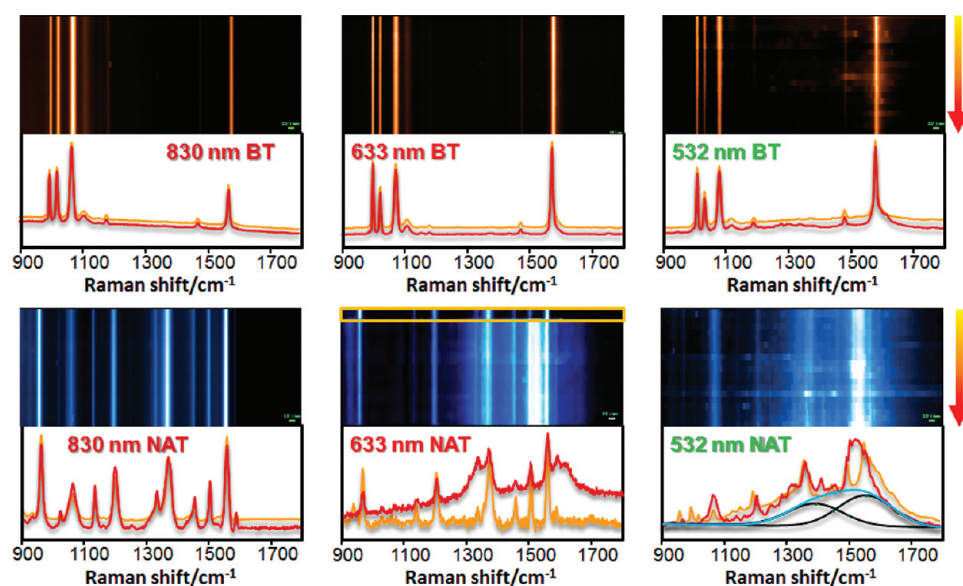 830 nm BT
633 nm BT
532 nm BT
900 1100 1300 1500 1700
900 1100 1300 1500 1700
900 1100 1300 1500 1700
Raman shift/cm-1
Raman shift/cm-1
Raman shift/cm-1
830 nm NAT
633 nm NAT
532 nm NAT
900 1100 1300 1500 1700
900 1100 1300 1500 1700
900 1100 1300 1500 1700
Raman shift/cm-1
Raman shift/cm-1
Raman shift/cm-1